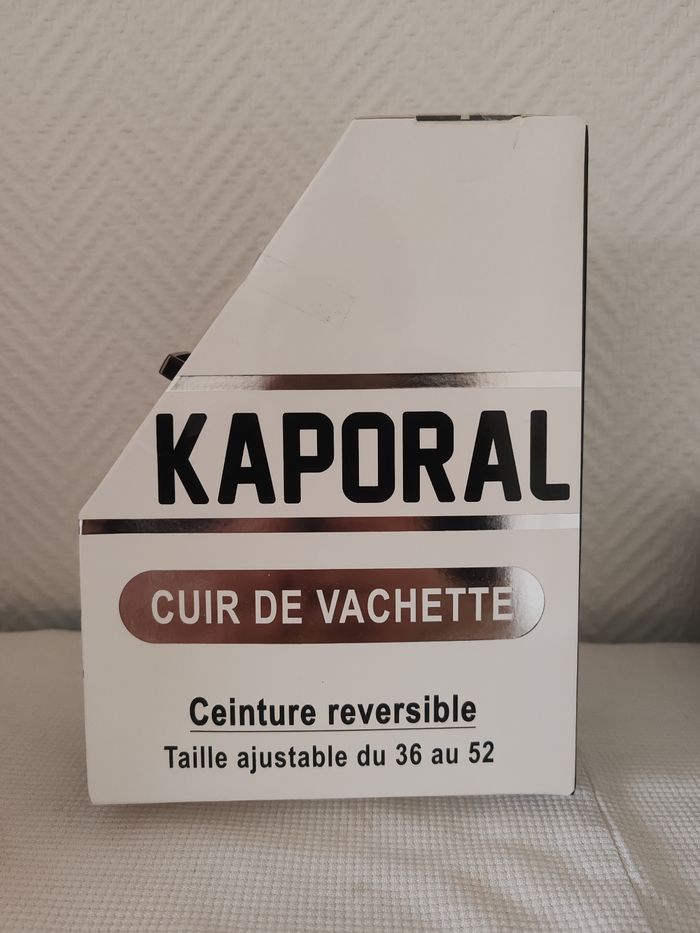 KAPORAL
CUIR DE VACHETTE
Ceinture reversible
Taille ajustable du 36 au 52